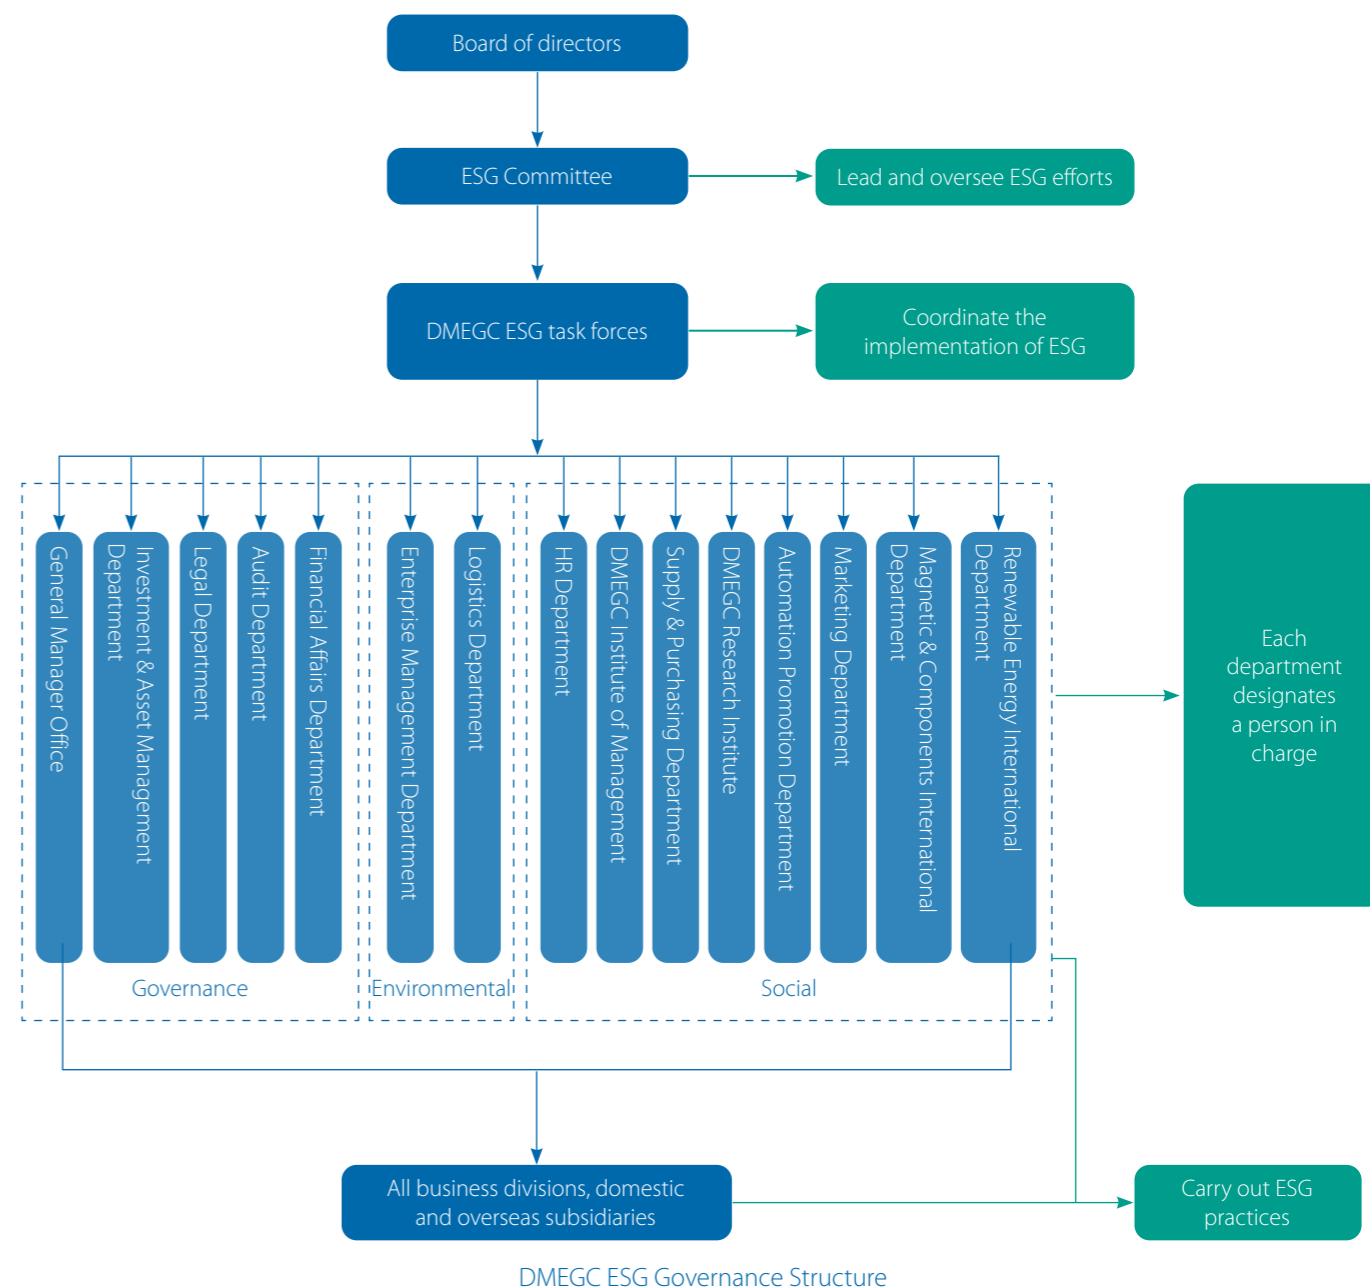 Board of directors
ESG Committee
Lead and oversee ESG efforts
DMEGC ESG task forces
Coordinate the
implementation of ESG
General Manager Office
Investment & Asset Management
Department
Legal Department
Audit Department
Financial Affairs Department
Enterprise Management Department
Logistics Department
HR Department
DMEGC Institute of Management
Supply & Purchasing Department
DMEGC Research Institute
Automation Promotion Department
Marketing Department
Magnetic & Components International
Department
Renewable Energy International
Department
Each
department
designates
a person in
charge
Governance
Environmental
Social
All business divisions, domestic
and overseas subsidiaries
Carry out ESG
practices
DMEGC ESG Governance Structure